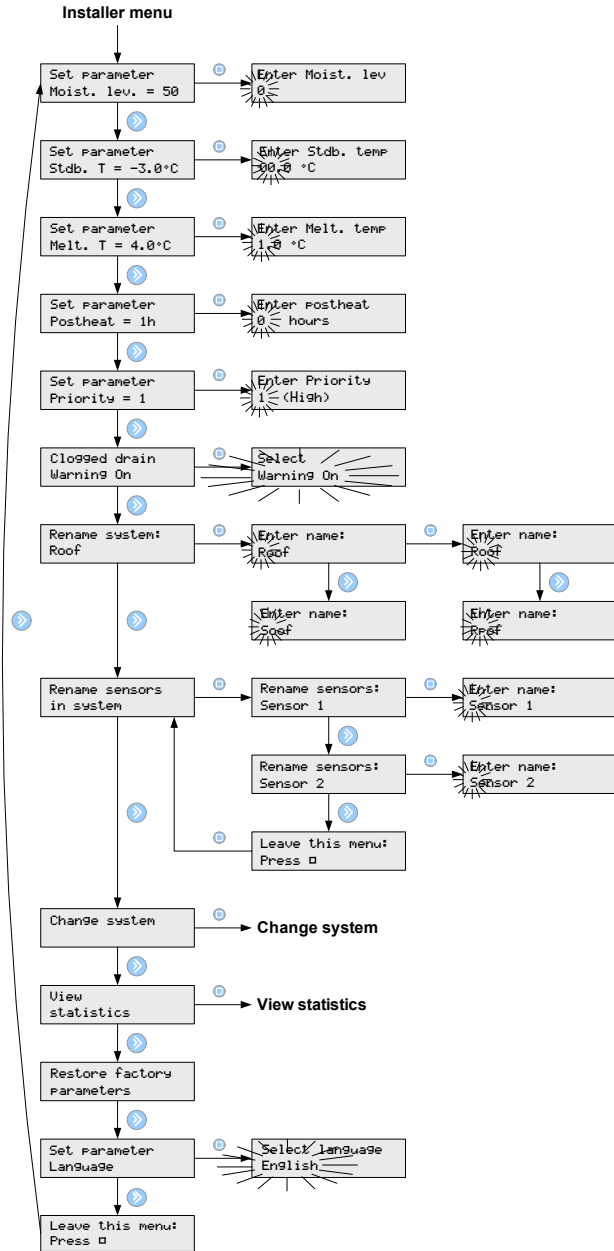 Installer menu
Set parameter
Moist. lev. = 50
Enter Moist. lev
0
Set parameter
Stdb. T = -3.0°C
Enter Stdb. temp
00.0 °C
Set parameter
Melt. T = 4.0°C
Enter Melt. temp
1.0 °C
Set parameter
Postheat = 1h
Enter postheat
0 hours
Set parameter
Priority = 1
Enter Priority
1 (High)
Clogged drain
Warning On
Select
Warning On
Rename system:
Roof
Enter name:
Roof
Enter name:
Roof
Enter name:
Soof
Enter name:
Rpof
Rename sensors
in system
Rename sensors:
Sensor 1
Enter name:
Sensor 1
Rename sensors:
Sensor 2
Enter name:
Sensor 2
Leave this menu:
Press □
Change system
Change system
View
statistics
View statistics
Restore factory
parameters
Set parameter
Language
Select language
English
Leave this menu:
Press □